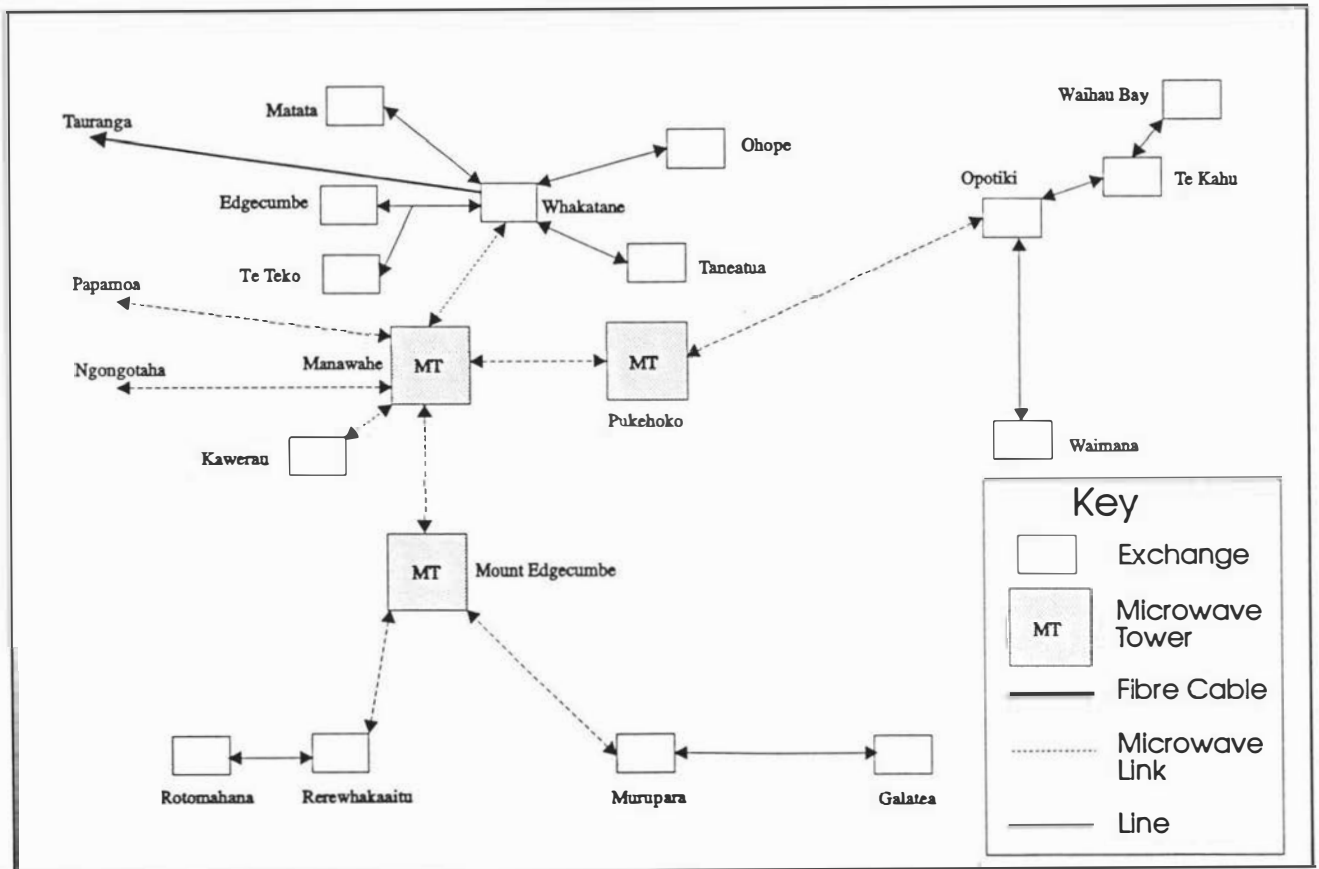 Waihau Bay
Matata
Tauranga
Ohope
Te Kahu
Opotiki
Edgecumbe
Whakatane
Te Teko
Taneatua
Papamoa
Manawahe
MT
MT
Ngongotaha
Pukehoko
Kawerau
Waimana
Key
Exchange
MT
Mount Edgecumbe
MT
Microwave
Tower
Fibre Cable
Microwave
Link
Line
Rotomahana
Rerewhakaaitu
Murupara
Galatea